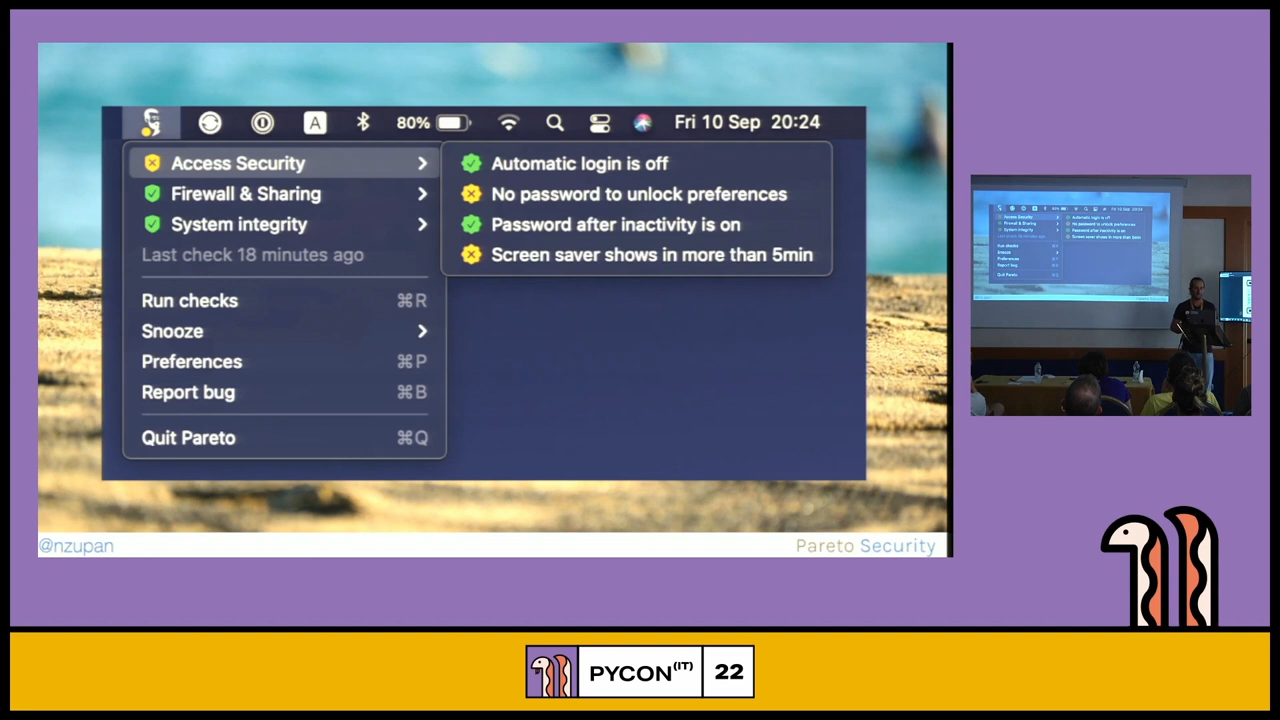 A
80%
Fri 10 Sep 20:24
Access Security
Firewall & Sharing
System integrity
Last check 18 minutes ago
Run checks ⌘R
Snooze
Preferences ⌘P
Report bug ⌘B
Quit Pareto ⌘Q
Automatic login is off
No password to unlock preferences
Password after inactivity is on
Screen saver shows in more than 5min
@nzupan
Pareto Security
PYCON(IT) 22